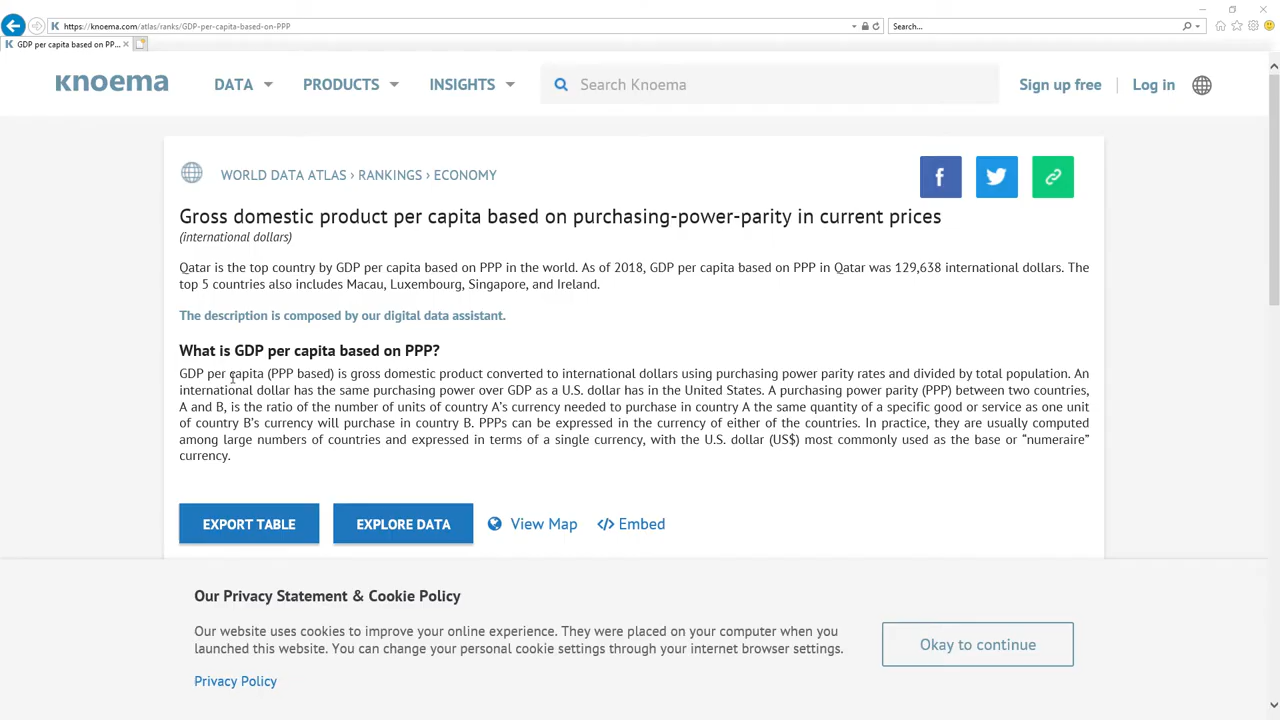 https://knoema.com/atlas/ranks/GDP-per-capita-based-on-PPP
Search...
GDP per capita based on PP...
knoema
DATA
PRODUCTS
INSIGHTS
Search Knoema
Sign up free
Log in
WORLD DATA ATLAS › RANKINGS › ECONOMY
Gross domestic product per capita based on purchasing-power-parity in current prices
(international dollars)
Qatar is the top country by GDP per capita based on PPP in the world. As of 2018, GDP per capita based on PPP in Qatar was 129,638 international dollars. The
top 5 countries also includes Macau, Luxembourg, Singapore, and Ireland.
The description is composed by our digital data assistant.
What is GDP per capita based on PPP?
GDP per capita (PPP based) is gross domestic product converted to international dollars using purchasing power parity rates and divided by total population. An
international dollar has the same purchasing power over GDP as a U.S. dollar has in the United States. A purchasing power parity (PPP) between two countries,
A and B, is the ratio of the number of units of country A’s currency needed to purchase in country A the same quantity of a specific good or service as one unit
of country B’s currency will purchase in country B. PPPs can be expressed in the currency of either of the countries. In practice, they are usually computed
among large numbers of countries and expressed in terms of a single currency, with the U.S. dollar (US$) most commonly used as the base or “numeraire”
currency.
EXPORT TABLE
EXPLORE DATA
View Map
Embed
Our Privacy Statement & Cookie Policy
Our website uses cookies to improve your online experience. They were placed on your computer when you
launched this website. You can change your personal cookie settings through your internet browser settings.
Okay to continue
Privacy Policy